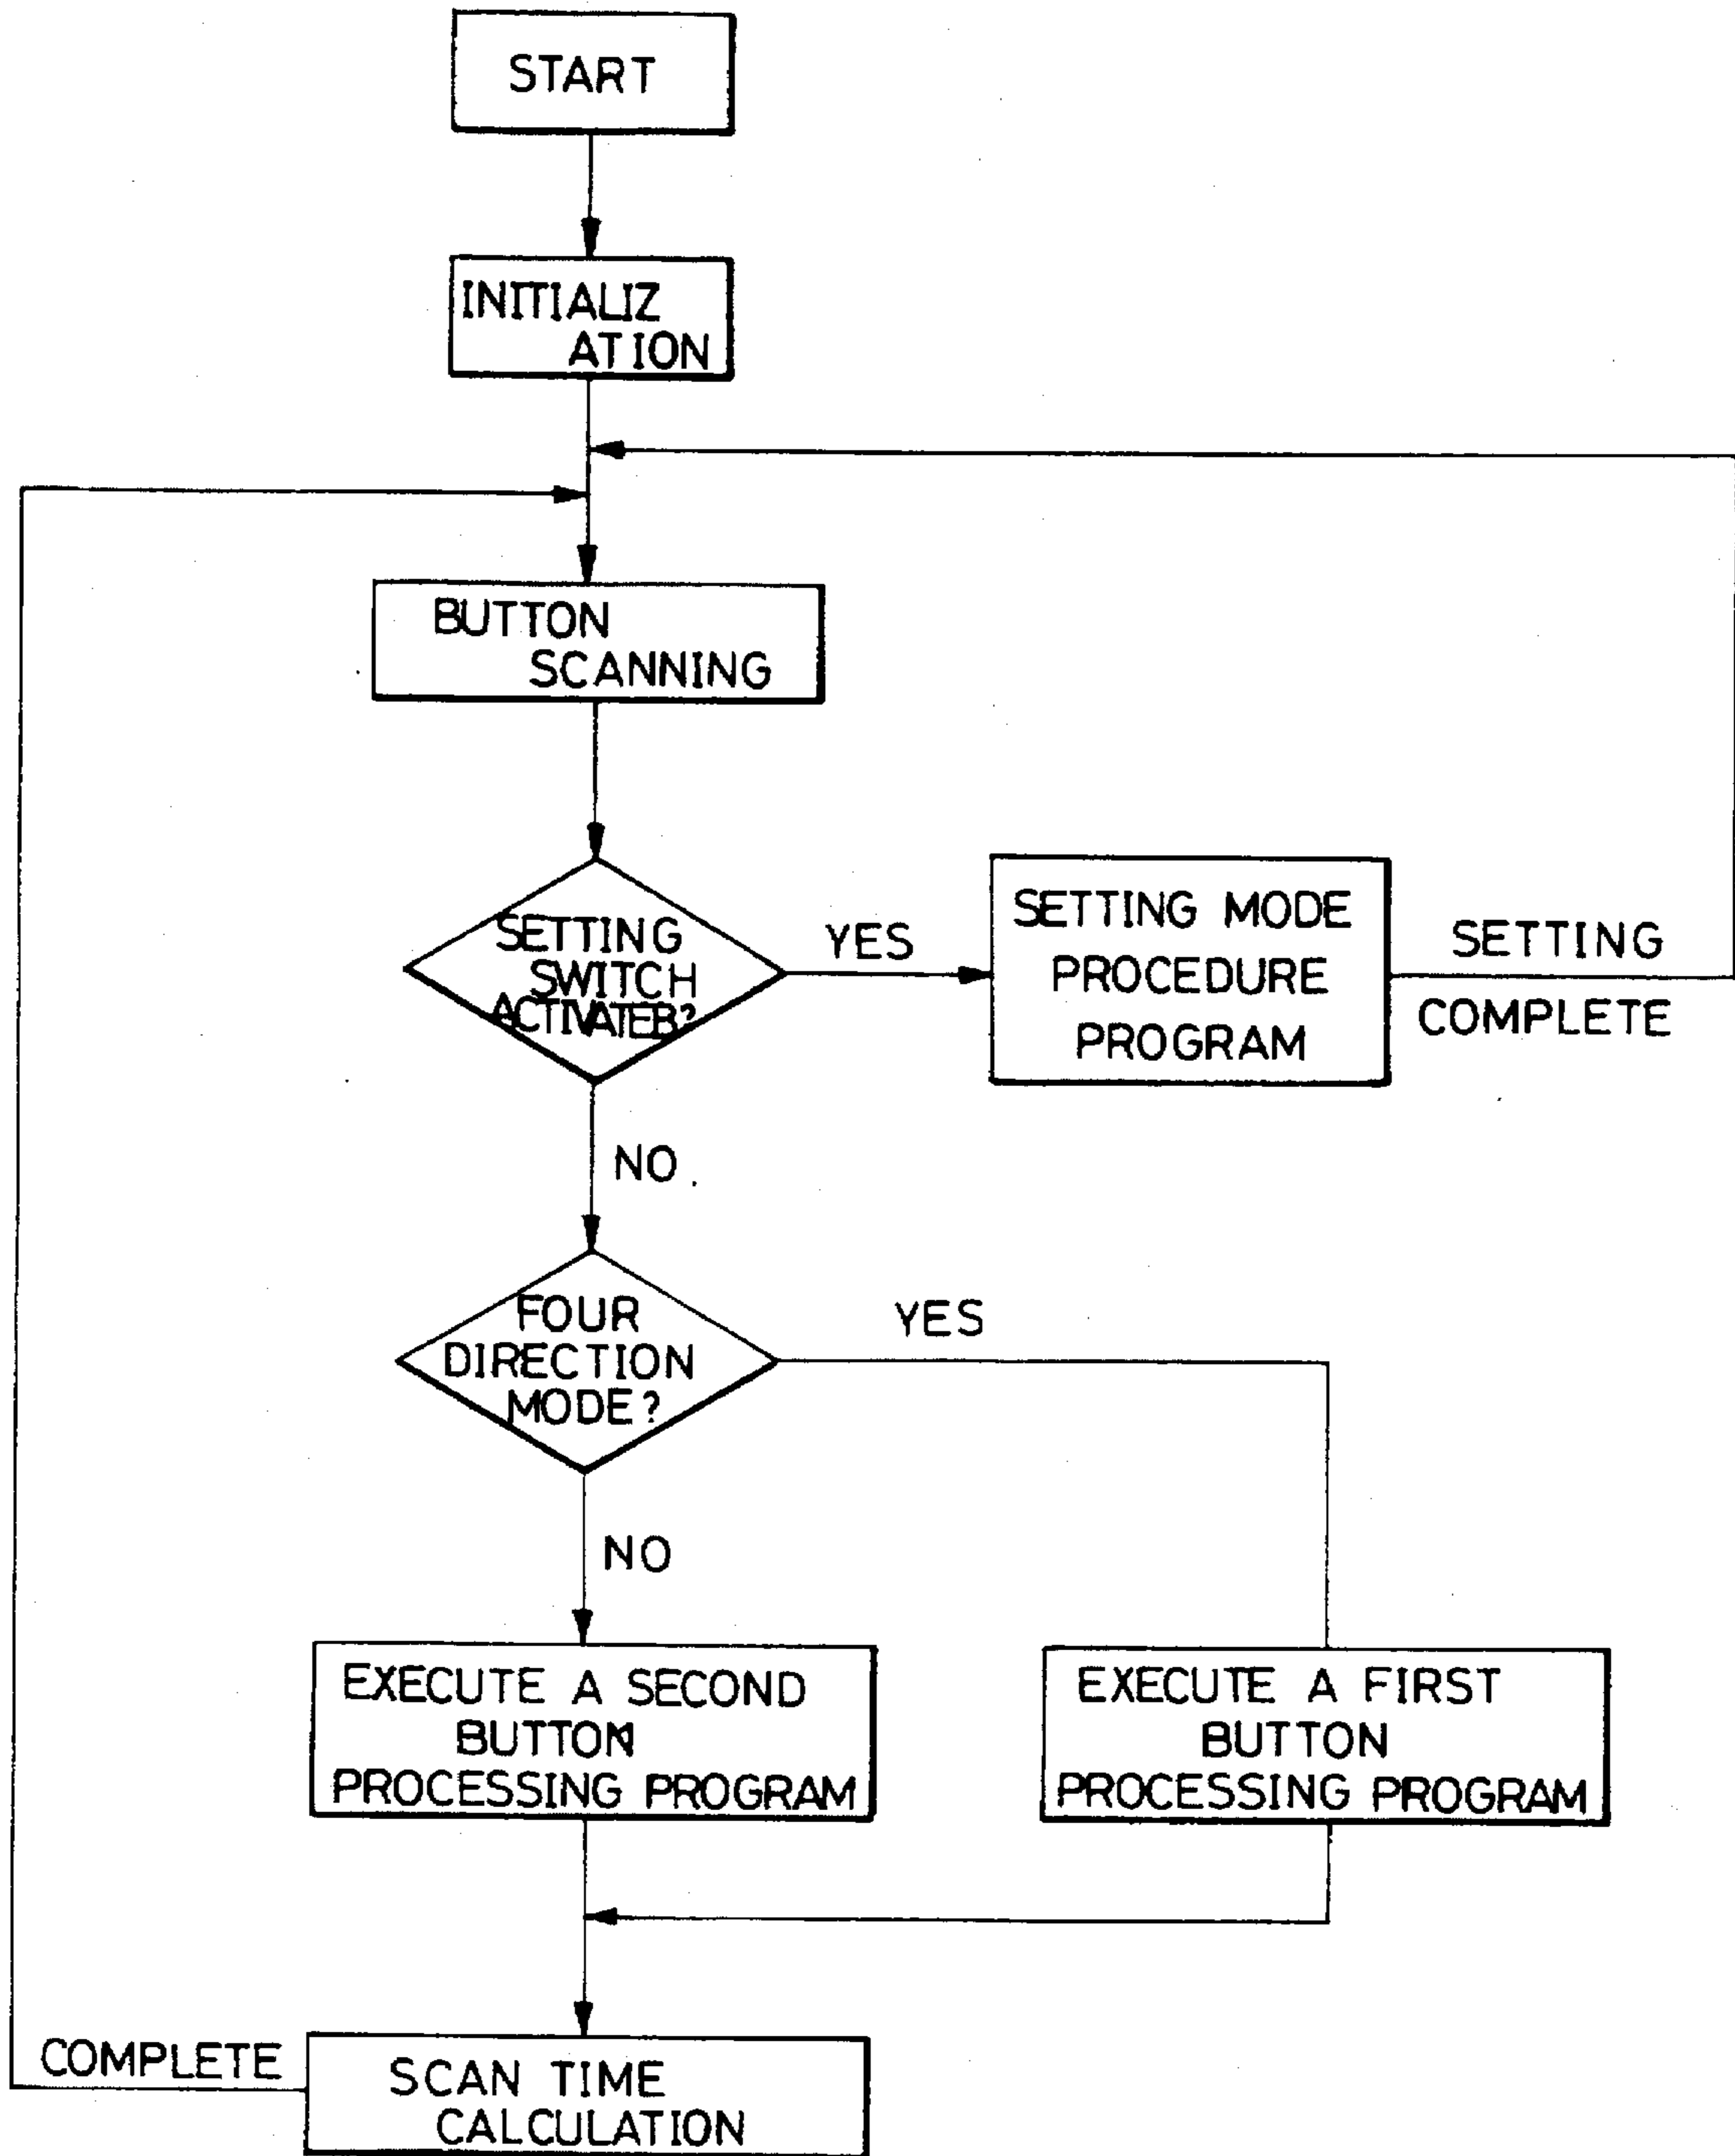 START
INITIALIZ
ATION
BUTTON
SCANNING
SETTING
SWITCH
ACTIVATEB?
YES
SETTING MODE
PROCEDURE
PROGRAM
SETTING
COMPLETE
NO
FOUR
DIRECTION
MODE?
YES
NO
EXECUTE A SECOND
BUTTON
PROCESSING PROGRAM
EXECUTE A FIRST
BUTTON
PROCESSING PROGRAM
COMPLETE
SCAN TIME
CALCULATION